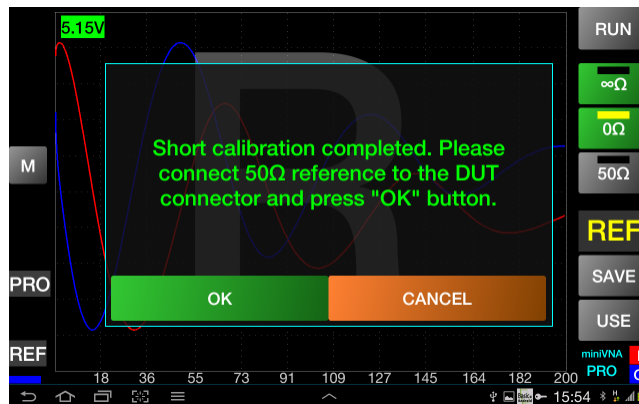 5.15V
RUN
∞Ω
0Ω
M
50Ω
Short calibration completed. Please
connect 50Ω reference to the DUT
connector and press "OK" button.
REF
PRO
OK
CANCEL
SAVE
USE
REF
miniVNA
PRO
18 36 55 73 91 109 127 145 164 182 200
15:54